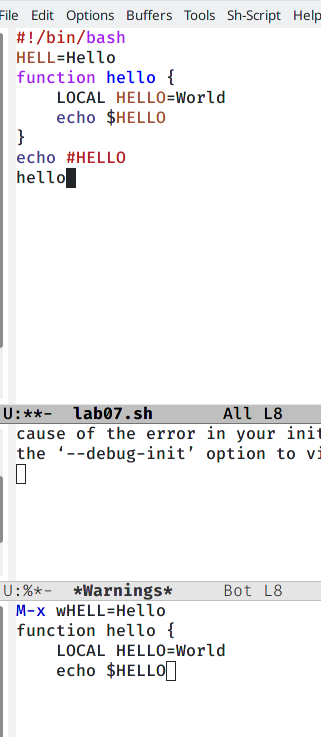 File Edit Options Buffers Tools Sh-Script Help
#!/bin/bash
HELL=Hello
function hello {
    LOCAL HELLO=World
    echo $HELLO
}
echo #HELLO
hello
U:**-  lab07.sh       All L8
cause of the error in your init
the ‘--debug-init’ option to vi
U:%*-  *Warnings*     Bot L8
M-x wHELL=Hello
function hello {
    LOCAL HELLO=World
    echo $HELLO